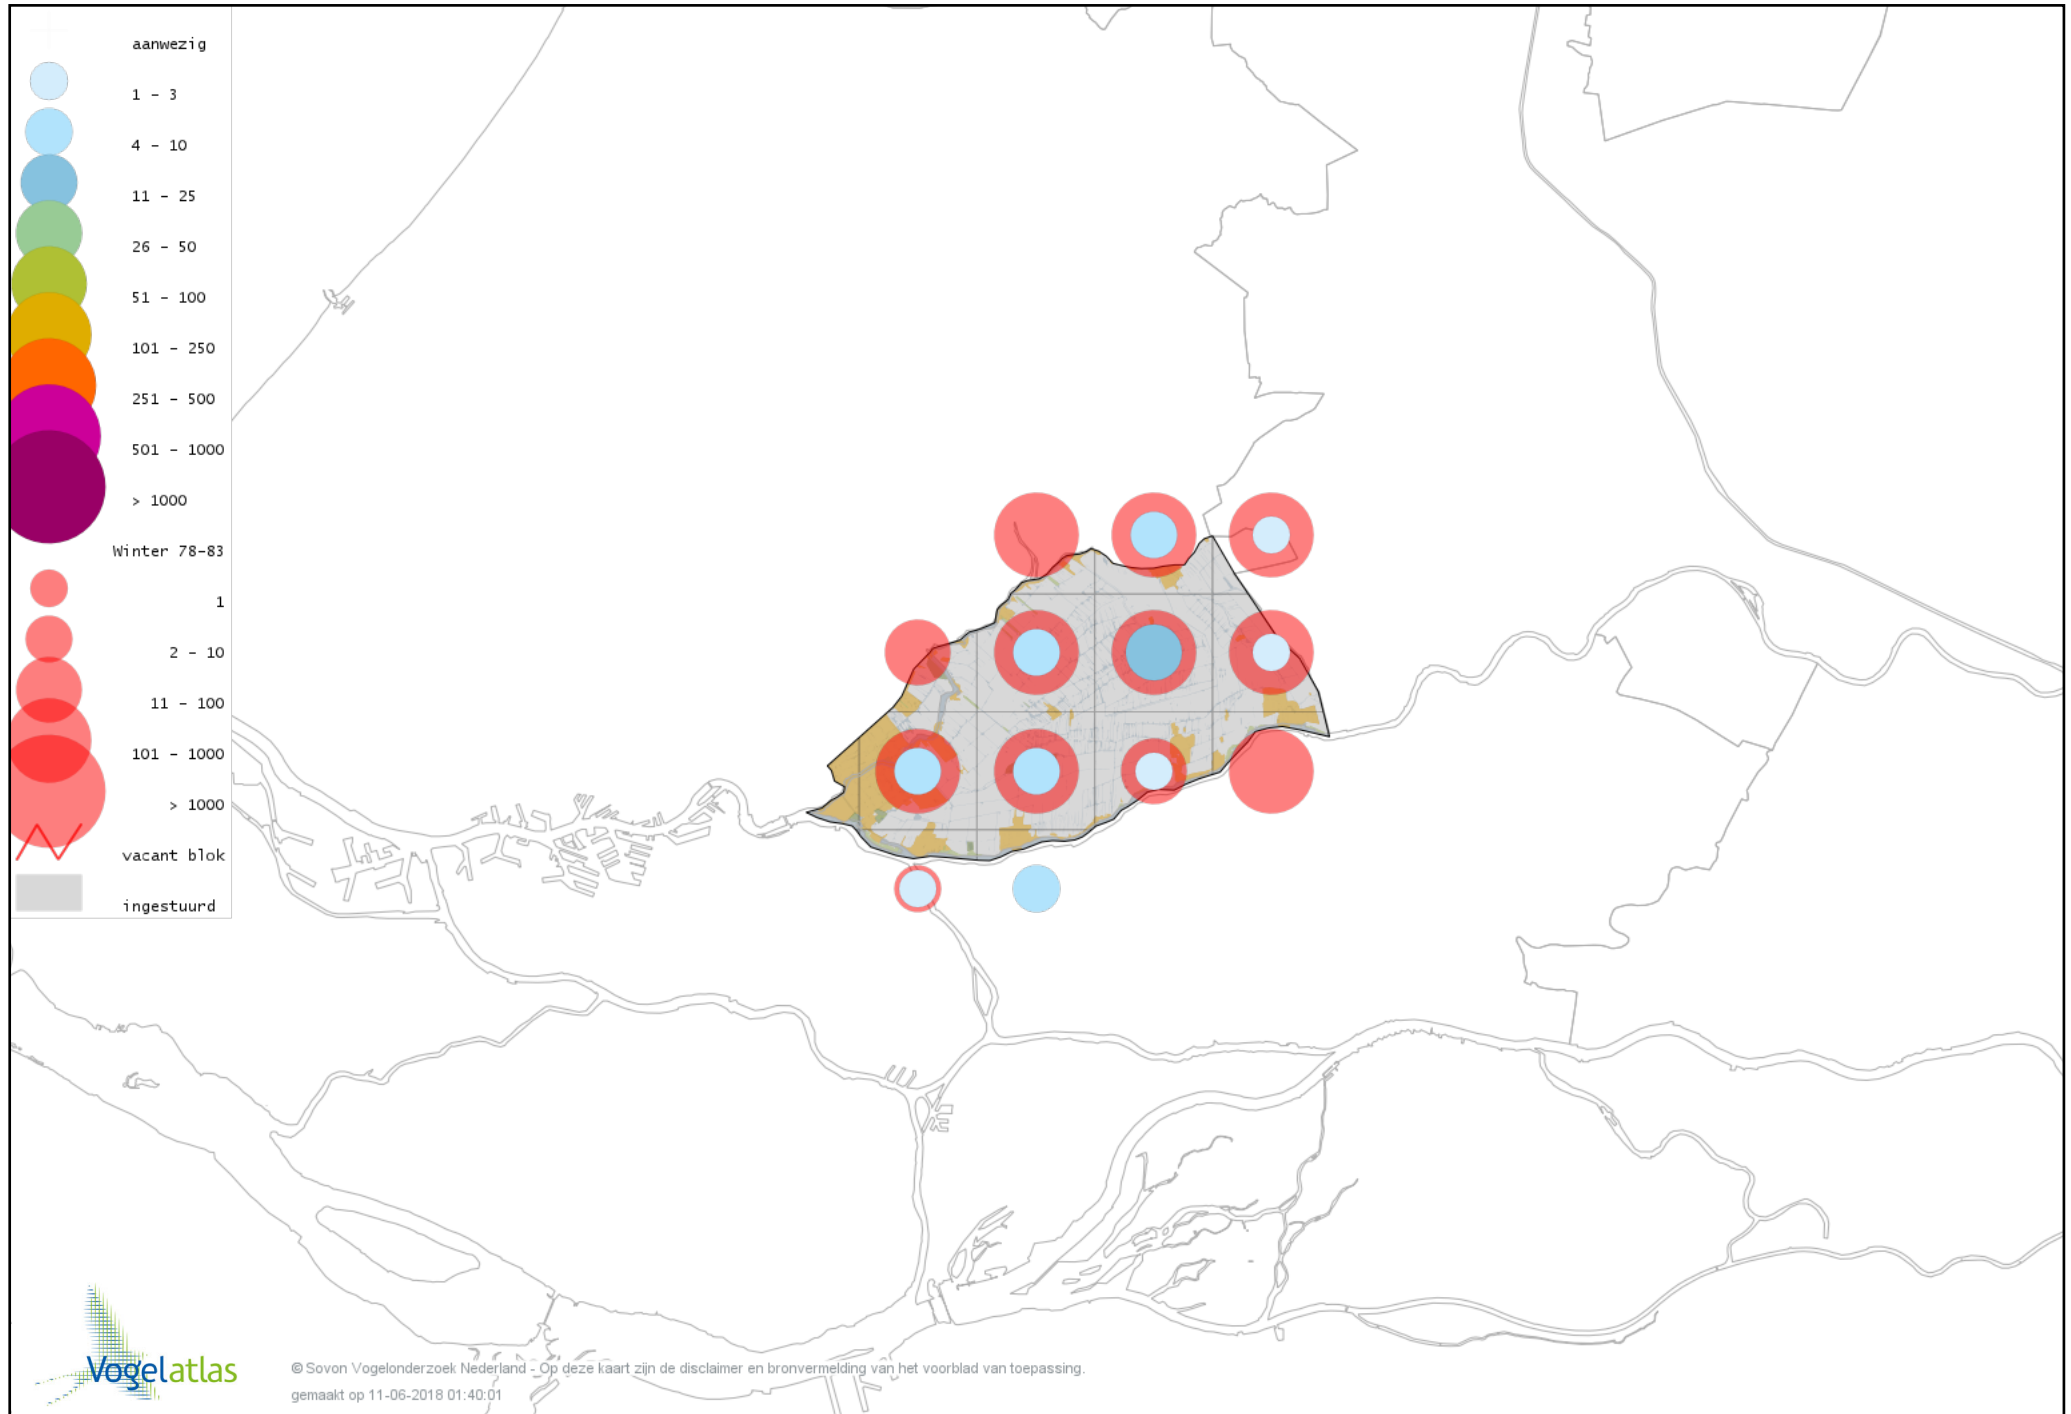 aanwezig
1 - 3
4 - 10
11 - 25
26 - 50
51 - 100
101 - 250
251 - 500
501 - 1000
> 1000
Winter 78-83
1
2 - 10
11 - 100
101 - 1000
> 1000
vacant blok
ingestuurd
Vogelatlas
© Sovon Vogelonderzoek Nederland - Op deze kaart zijn de disclaimer en bronvermelding van het voorblad van toepassing.
gemaakt op 11-06-2018 01:40:01